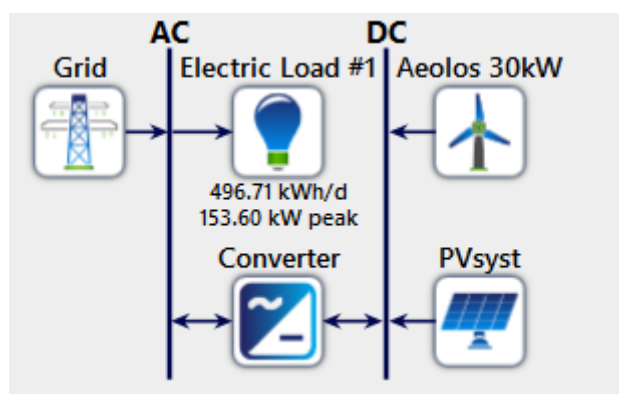 AC DC
Grid Electric Load #1 Aeolos 30kW
496.71 kWh/d
153.60 kW peak
Converter PVsyst